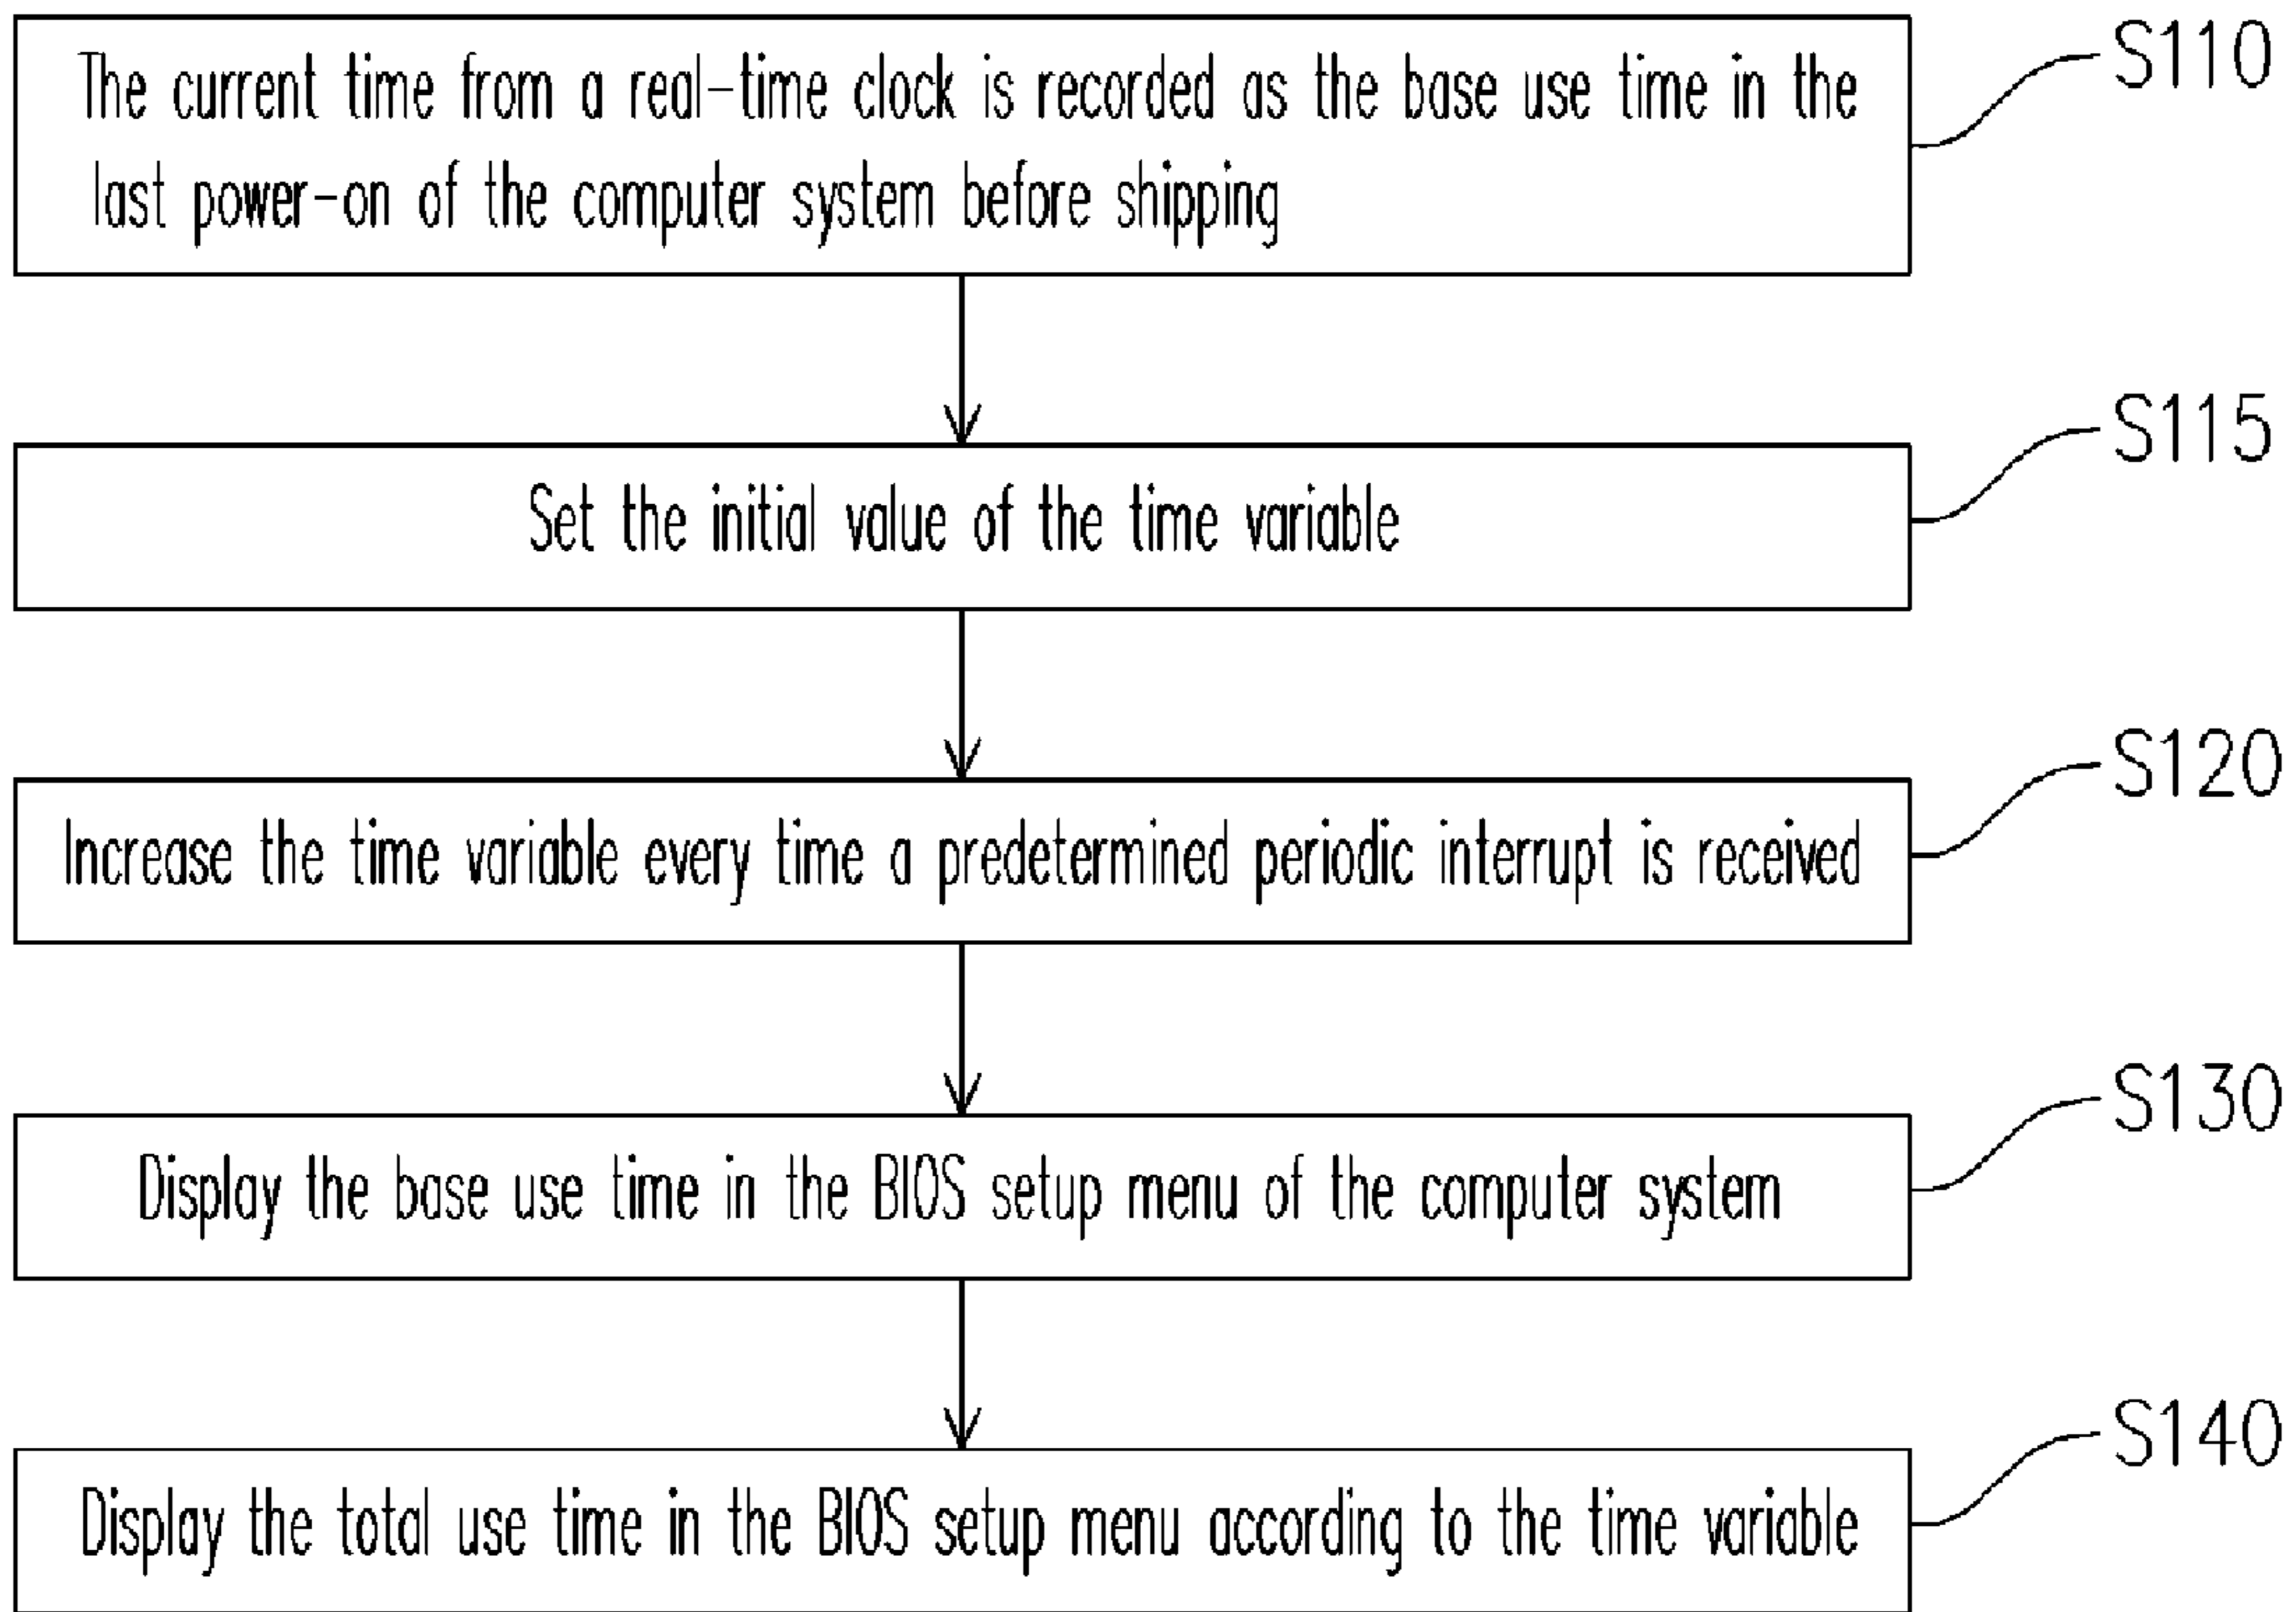 The current time from a real-time clock is recorded as the base use time in the
last power-on of the computer system before shipping
S110
Set the initial value of the time variable
S115
Increase the time variable every time a predetermined periodic interrupt is received
S120
Display the base use time in the BIOS setup menu of the computer system
S130
Display the total use time in the BIOS setup menu according to the time variable
S140